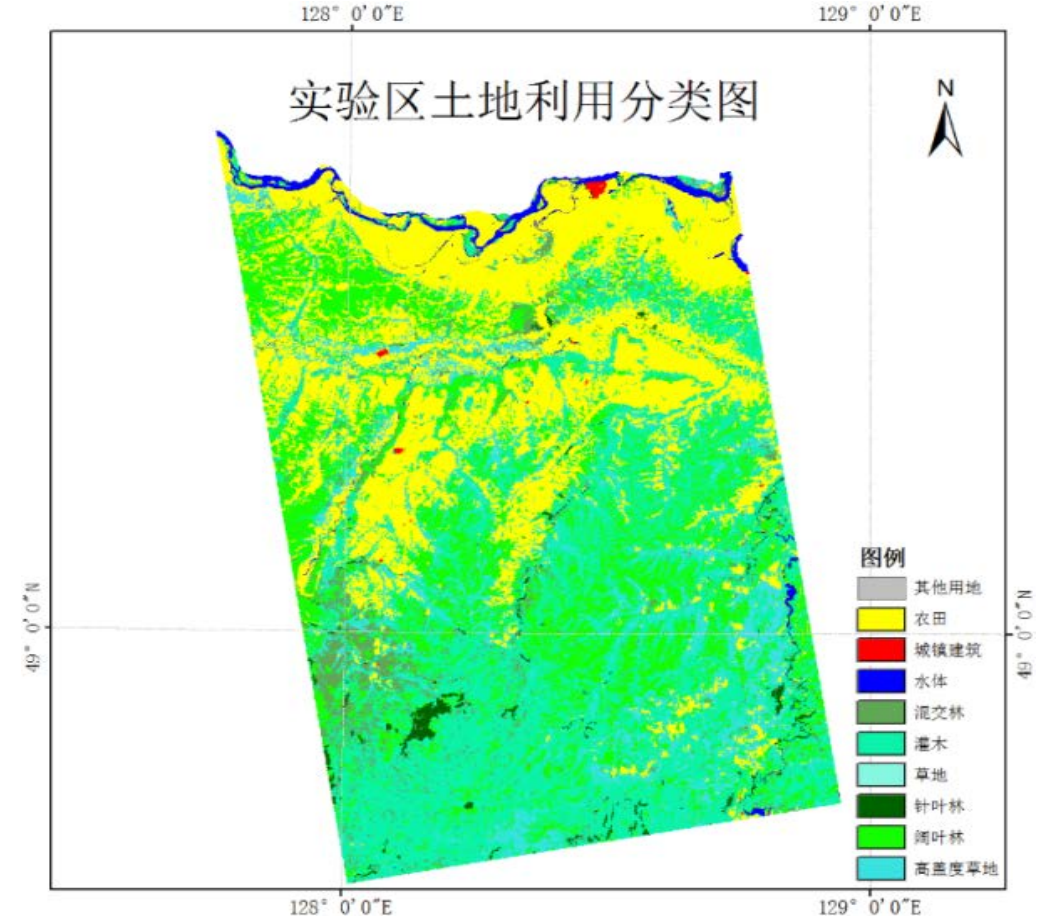 128° 0′0″E
129° 0′0″E
实验区土地利用分类图
N
49° 0′0″N
49° 0′0″N
图例
其他用地
农田
城镇建筑
水体
混交林
灌木
草地
针叶林
阔叶林
高盖度草地
128° 0′0″E
129° 0′0″E